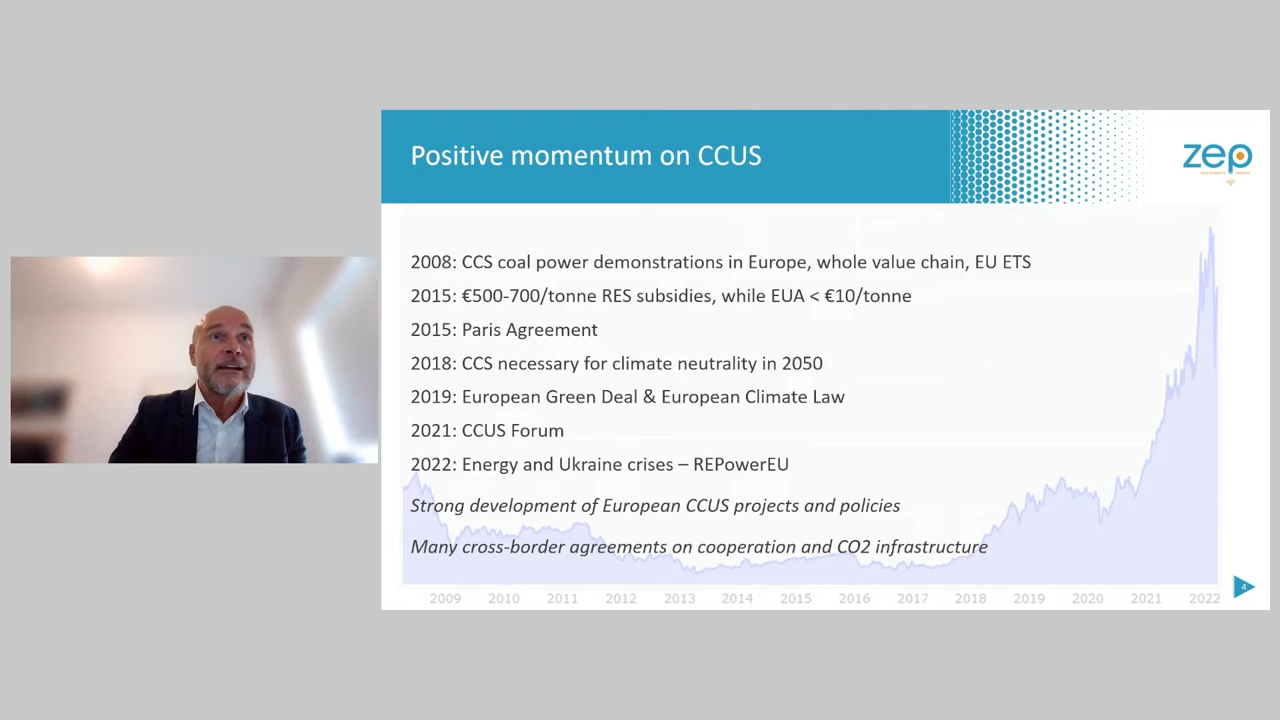 Positive momentum on CCUS
zep
2008: CCS coal power demonstrations in Europe, whole value chain, EU ETS
2015: €500-700/tonne RES subsidies, while EUA < €10/tonne
2015: Paris Agreement
2018: CCS necessary for climate neutrality in 2050
2019: European Green Deal & European Climate Law
2021: CCUS Forum
2022: Energy and Ukraine crises – REPowerEU
Strong development of European CCUS projects and policies
Many cross-border agreements on cooperation and CO2 infrastructure
4
2009 2010 2011 2012 2013 2014 2015 2016 2017 2018 2019 2020 2021 2022